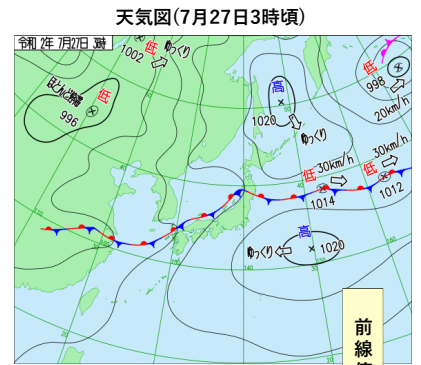 天気図(7月27日3時頃)
令和 2年 7月27日 3時
低
1002
ゆっくり
ほとんど停滞
低
996
高
1020
ゆっくり
低
998
20km/h
低
30km/h
1014
低
30km/h
1012
高
1020
ゆっくり
140
20
前
線